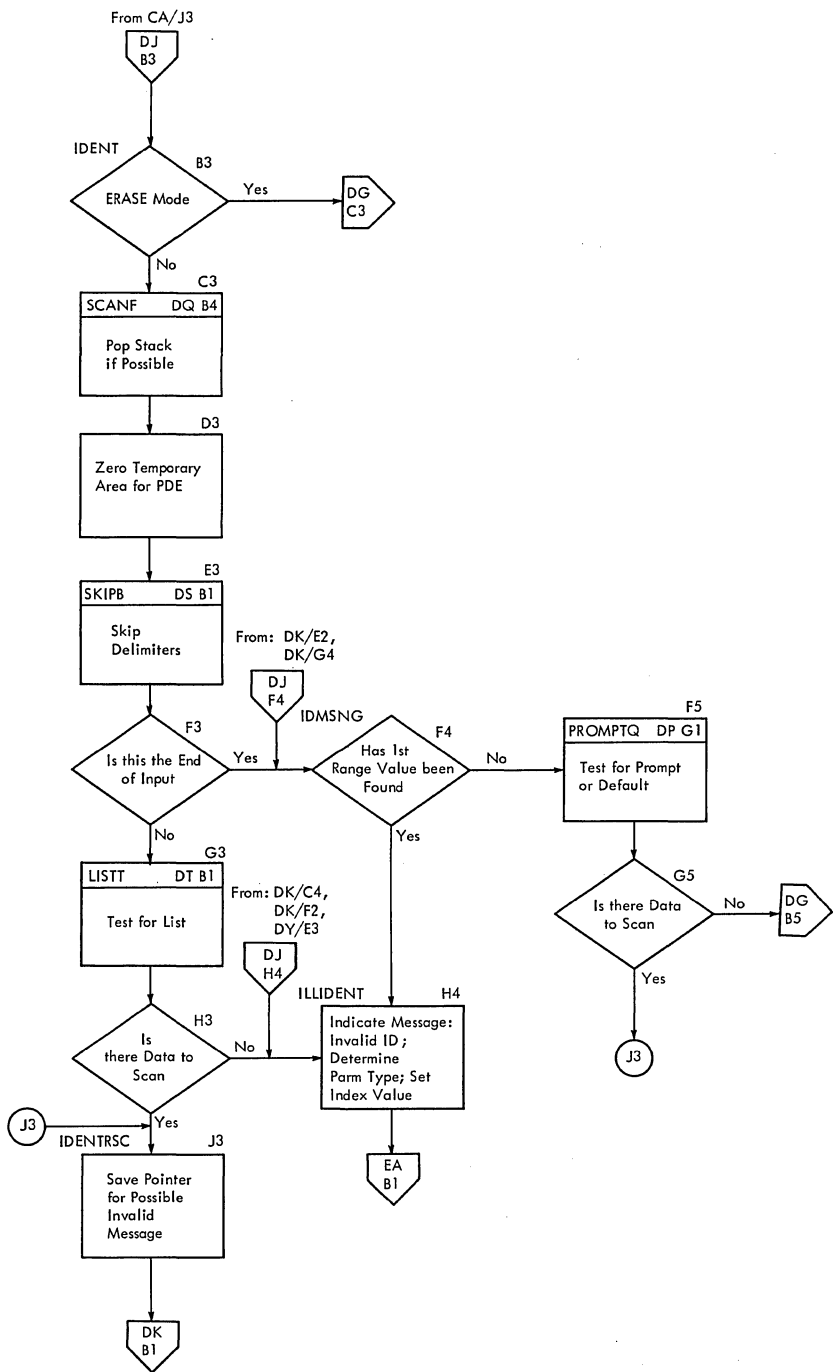 From CA/J3
DJ
B3
IDENT
B3
ERASE Mode
Yes
DG
C3
No
C3
SCANF DQ B4
Pop Stack
if Possible
D3
Zero Temporary
Area for PDE
E3
SKIPB DS B1
Skip
Delimiters
From: DK/E2,
DK/G4
DJ
F4
IDMSNG
F3
Is this the End
of Input
Yes
F4
Has 1st
Range Value been
Found
No
F5
PROMPTQ DP G1
Test for Prompt
or Default
No
Yes
G3
LISTT DT B1
Test for List
From: DK/C4,
DK/F2,
DY/E3
DJ
H4
G5
Is there Data
to Scan
No
DG
B5
Yes
J3
ILLIDENT
H3
Is
there Data to
Scan
No
H4
Indicate Message:
Invalid ID;
Determine
Parm Type; Set
Index Value
Yes
J3
IDENTRSC
J3
Save Pointer
for Possible
Invalid
Message
EA
B1
DK
B1